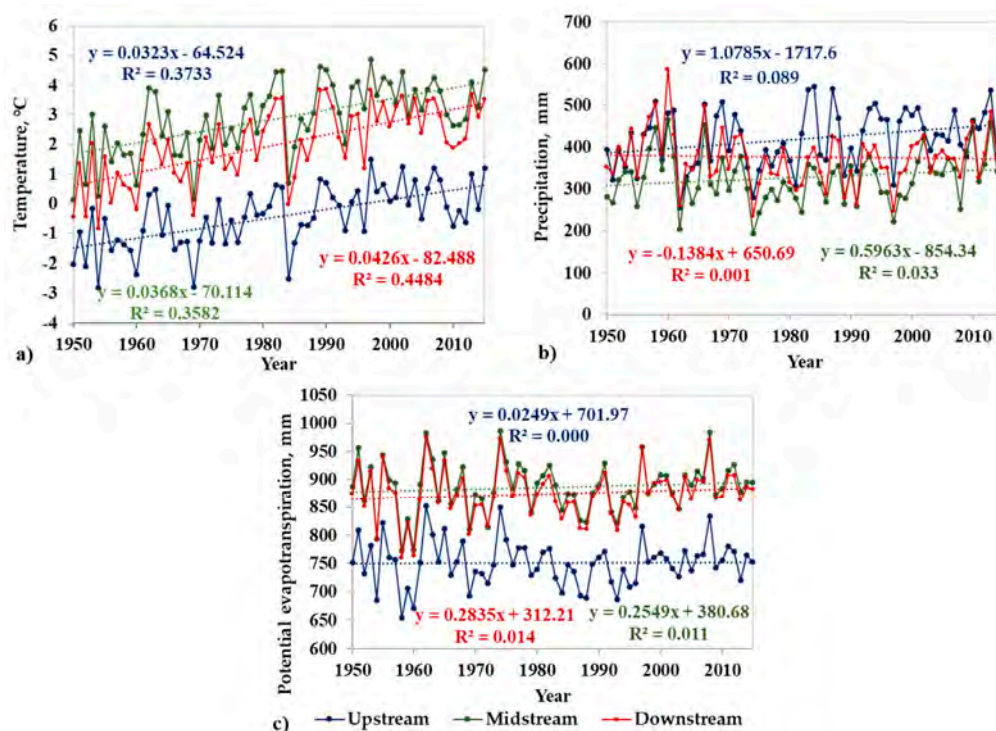 6
5
4
3
2
1
0
-1
-2
-3
-4
Temperature, °C
y = 0.0323x - 64.524
R² = 0.3733
y = 0.0426x - 82.488
R² = 0.4484
y = 0.0368x - 70.114
R² = 0.3582
1950 1960 1970 1980 1990 2000 2010
Year
a)
700
600
500
400
300
200
100
0
Precipitation, mm
y = 1.0785x - 1717.6
R² = 0.089
y = -0.1384x + 650.69
R² = 0.001
y = 0.5963x - 854.34
R² = 0.033
1950 1960 1970 1980 1990 2000 2010
Year
b)
1050
1000
950
900
850
800
750
700
650
600
Potential evapotranspiration, mm
y = 0.0249x + 701.97
R² = 0.000
y = 0.2835x + 312.21
R² = 0.014
y = 0.2549x + 380.68
R² = 0.011
1950 1960 1970 1980 1990 2000 2010
Year
c) Upstream Midstream Downstream